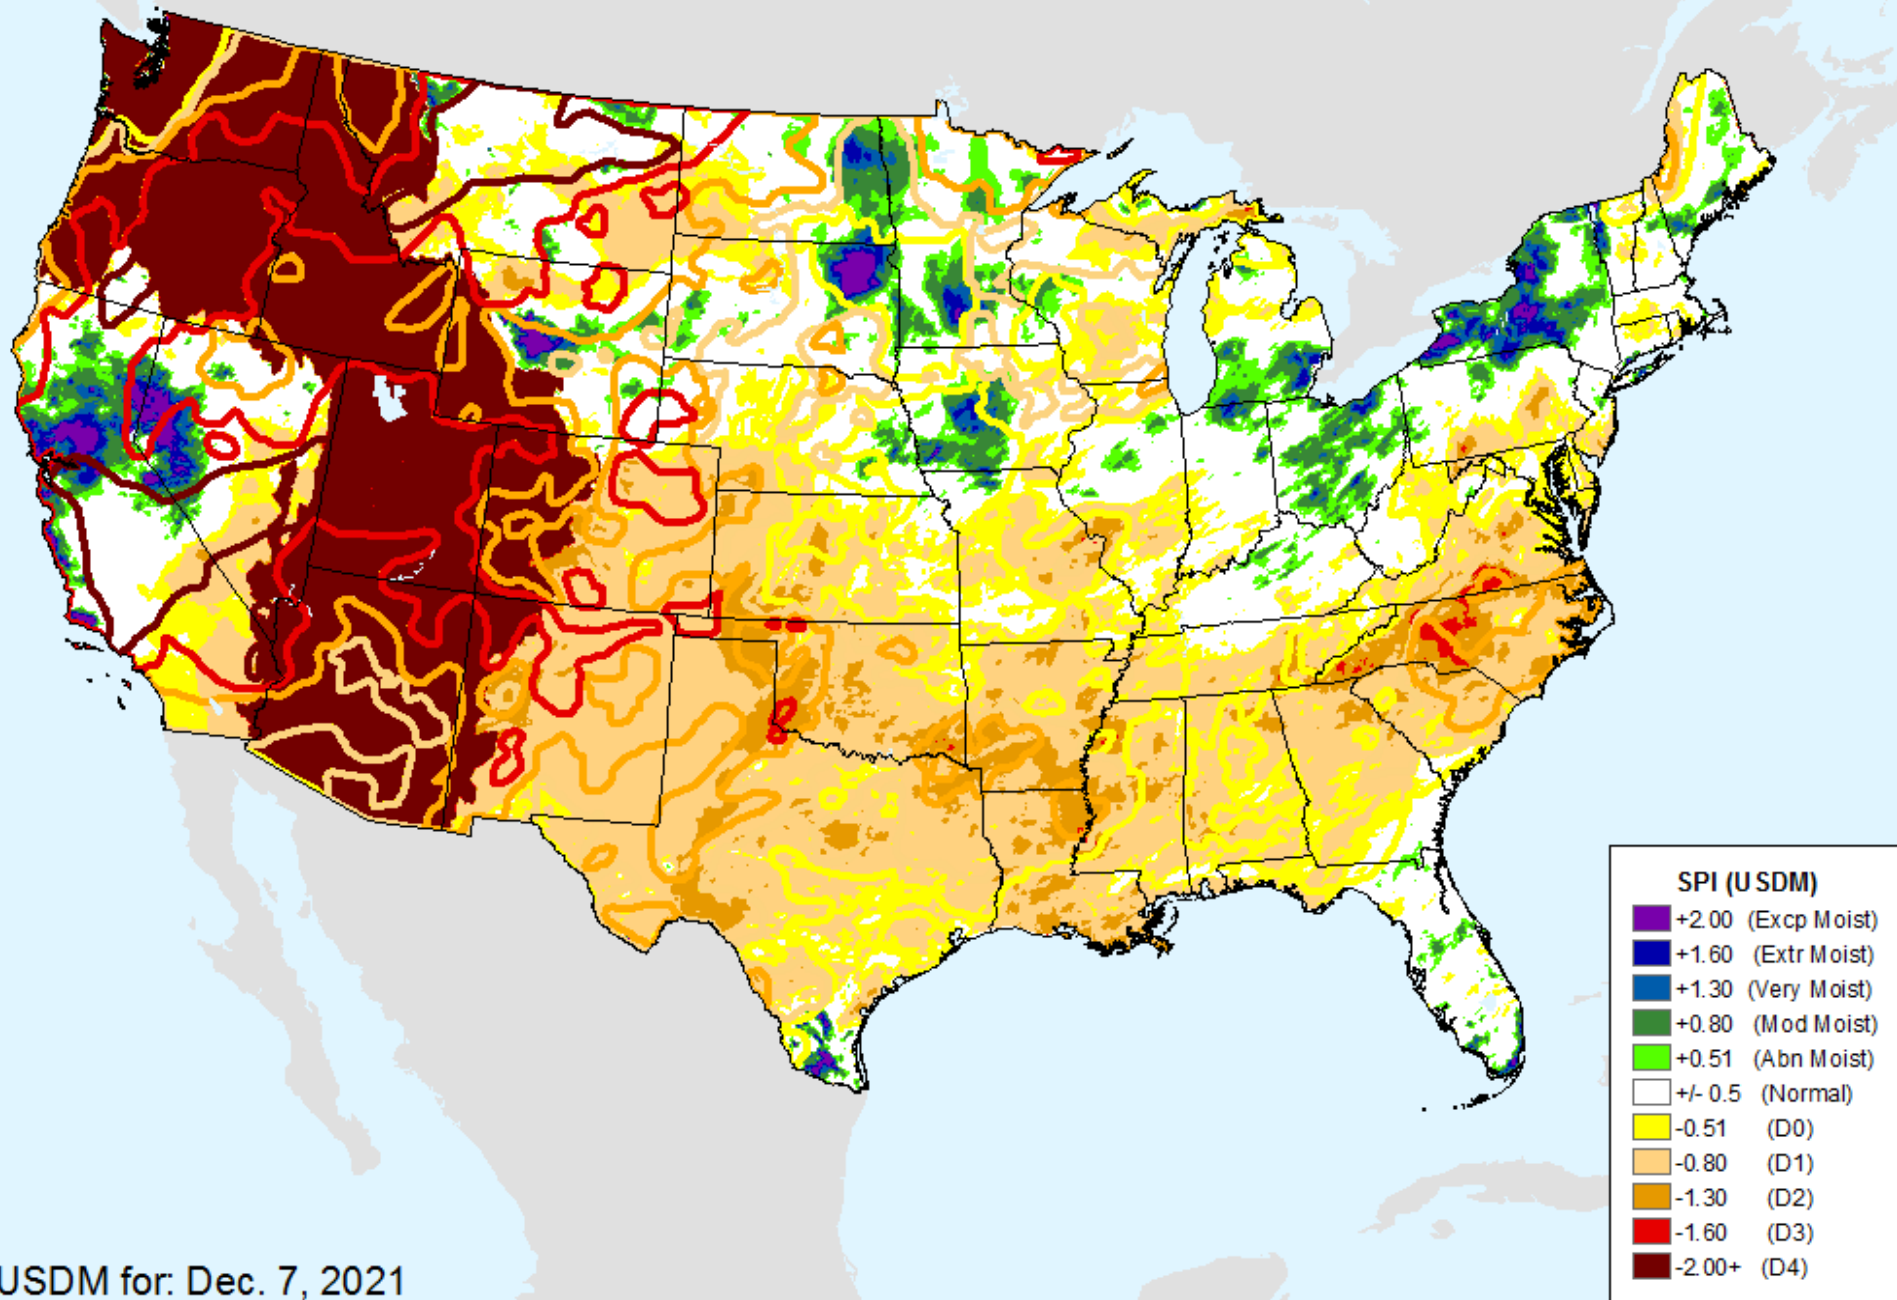 SPI (USDM)
+2.00 (Excp Moist)
+1.60 (Extr Moist)
+1.30 (Very Moist)
+0.80 (Mod Moist)
+0.51 (Abn Moist)
+/- 0.5 (Normal)
-0.51 (D0)
-0.80 (D1)
-1.30 (D2)
-1.60 (D3)
-2.00+ (D4)
USDM for: Dec. 7, 2021